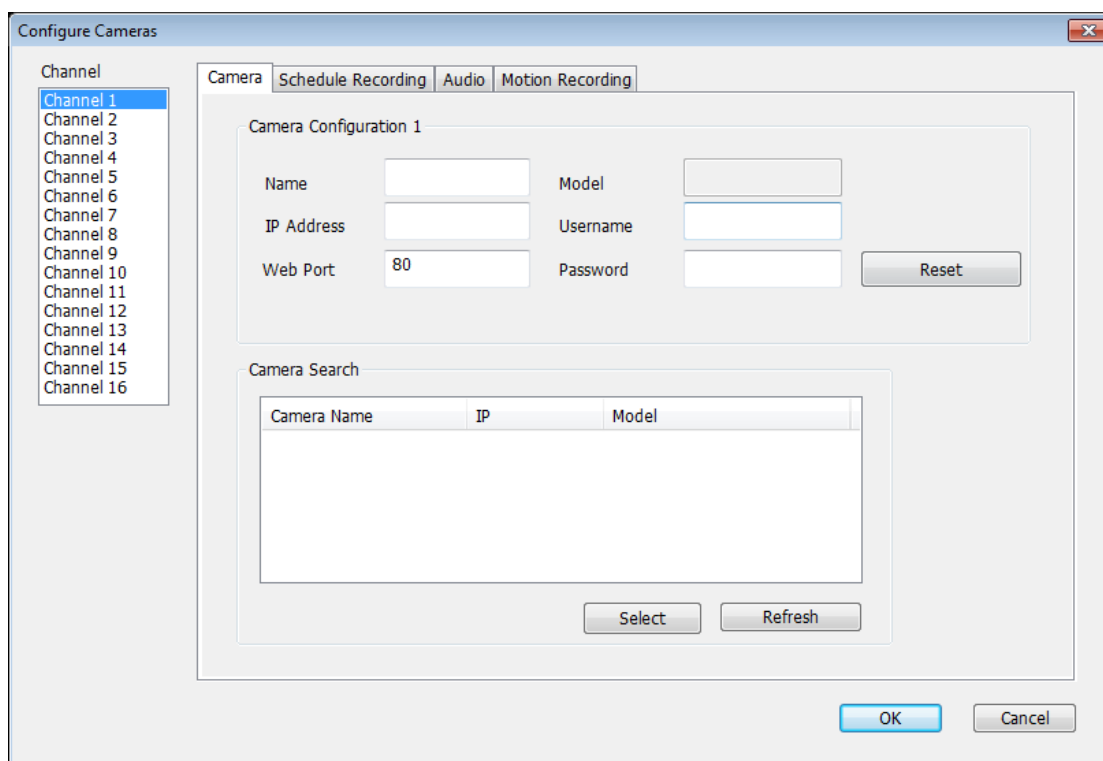 Configure Cameras
Channel
Channel 1
Channel 2
Channel 3
Channel 4
Channel 5
Channel 6
Channel 7
Channel 8
Channel 9
Channel 10
Channel 11
Channel 12
Channel 13
Channel 14
Channel 15
Channel 16
Camera Schedule Recording Audio Motion Recording
Camera Configuration 1
Name Model
IP Address Username
Web Port 80 Password Reset
Camera Search
Camera Name IP Model
Select Refresh
OK Cancel